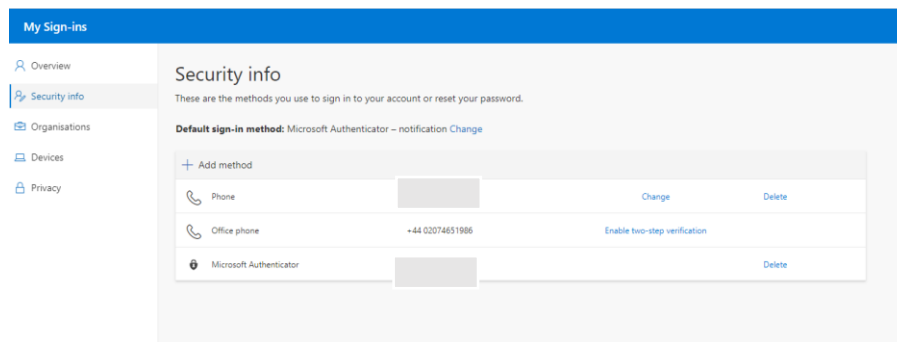 My Sign-ins
Overview
Security info
Organisations
Devices
Privacy
Security info
These are the methods you use to sign in to your account or reset your password.
Default sign-in method: Microsoft Authenticator – notification Change
+ Add method
Phone Change Delete
Office phone +44 02074651986 Enable two-step verification
Microsoft Authenticator Delete